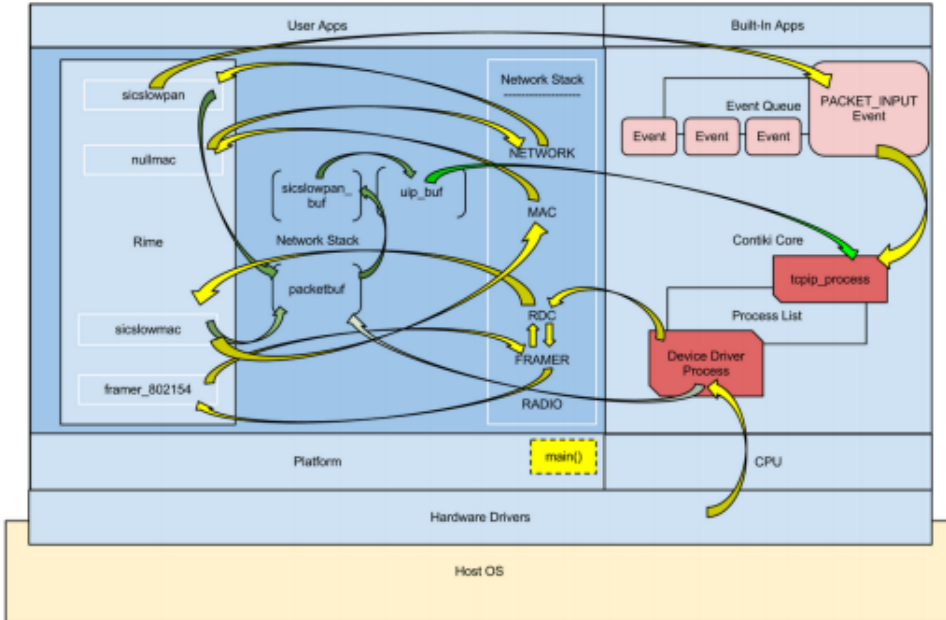 User Apps
Built-In Apps
sicslowpan
Network Stack
--------------------
PACKET_INPUT
Event
Event Queue
Event
Event
Event
nullmac
NETWORK
sicslowpan_
buf
uip_buf
MAC
Rime
Network Stack
Contiki Core
packetbuf
tcpip_process
RDC
Process List
sicslowmac
FRAMER
Device Driver
Process
framer_802154
RADIO
Platform
main()
CPU
Hardware Drivers
Host OS